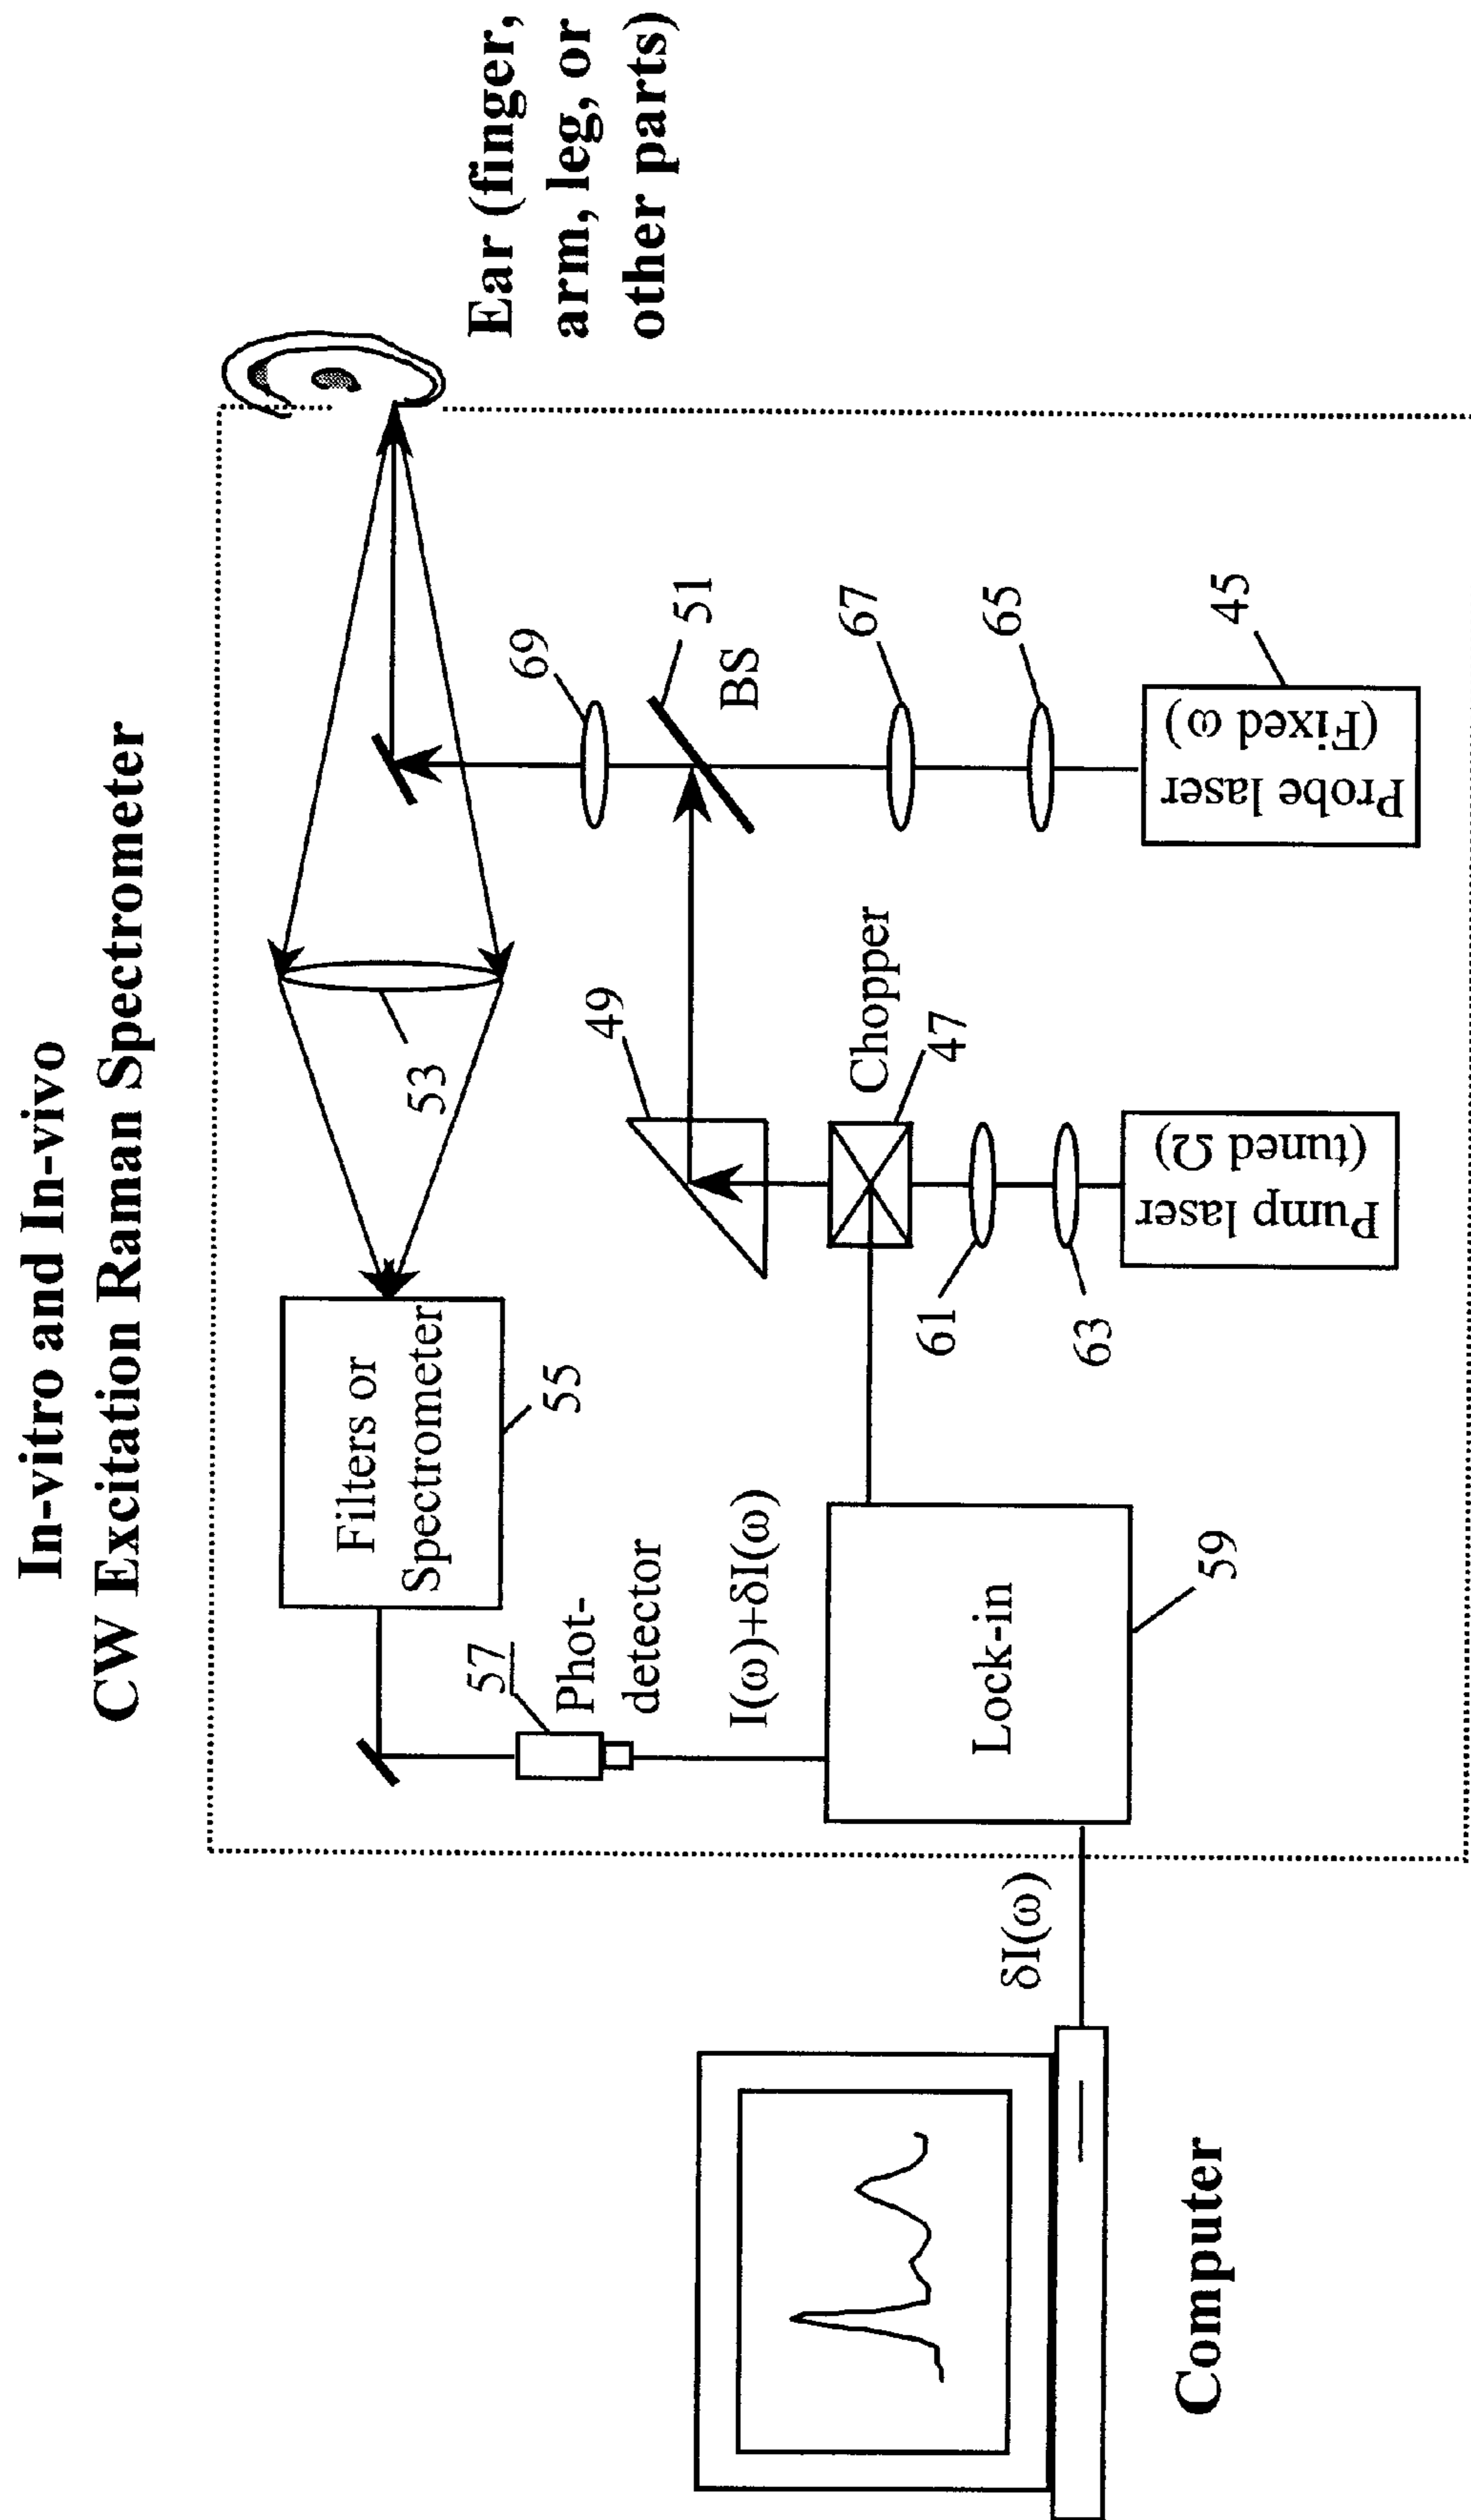 In-vitro and In-vivo
CW Excitation Raman Spectrometer
Ear (finger,
arm, leg, or
other parts)
Filters or
Spectrometer
55
53
57
Phot-
detector
49
69
51
BS
I(ω)+δI(ω)
Chopper
47
67
65
61
63
Lock-in
59
Pump laser
(tuned Ω)
Probe laser
(Fixed ω)
45
δI(ω)
Computer